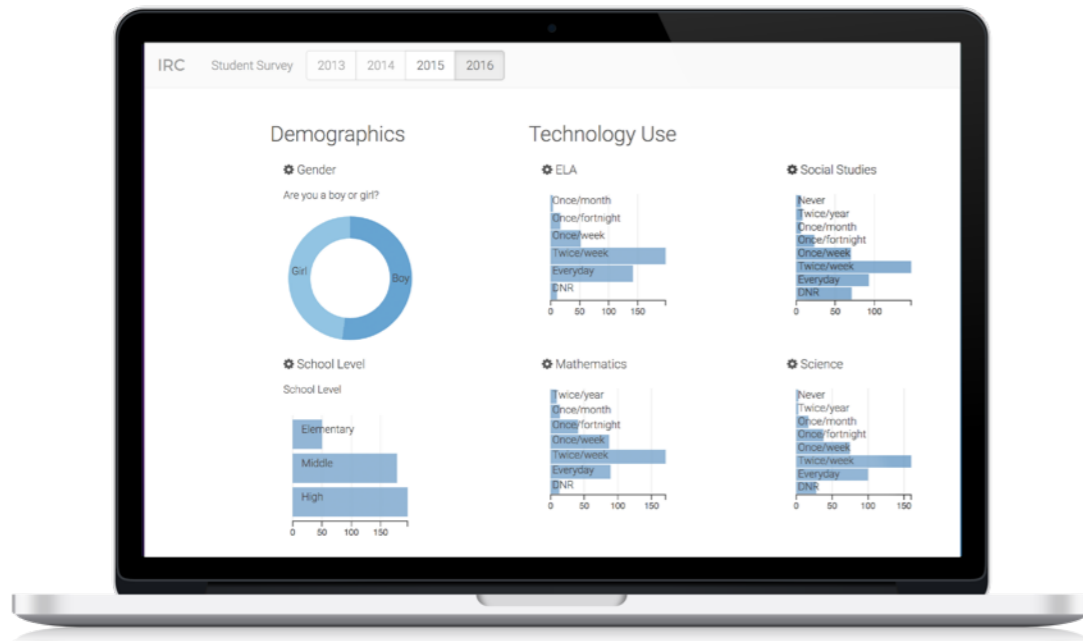 IRC Student Survey 2013 2014 2015 2016
Demographics
Technology Use
Gender
Are you a boy or girl?
Girl
Boy
School Level
School Level
Elementary
Middle
High
0 50 100 150
ELA
Once/month
Once/fortnight
Once/week
Twice/week
Everyday
DNR
0 50 100 150
Social Studies
Never
Twice/year
Once/month
Once/fortnight
Once/week
Twice/week
Everyday
DNR
0 50 100
Mathematics
Twice/year
Once/month
Once/fortnight
Once/week
Twice/week
Everyday
DNR
0 50 100 150
Science
Never
Twice/year
Once/month
Once/fortnight
Once/week
Twice/week
Everyday
DNR
0 50 100 150